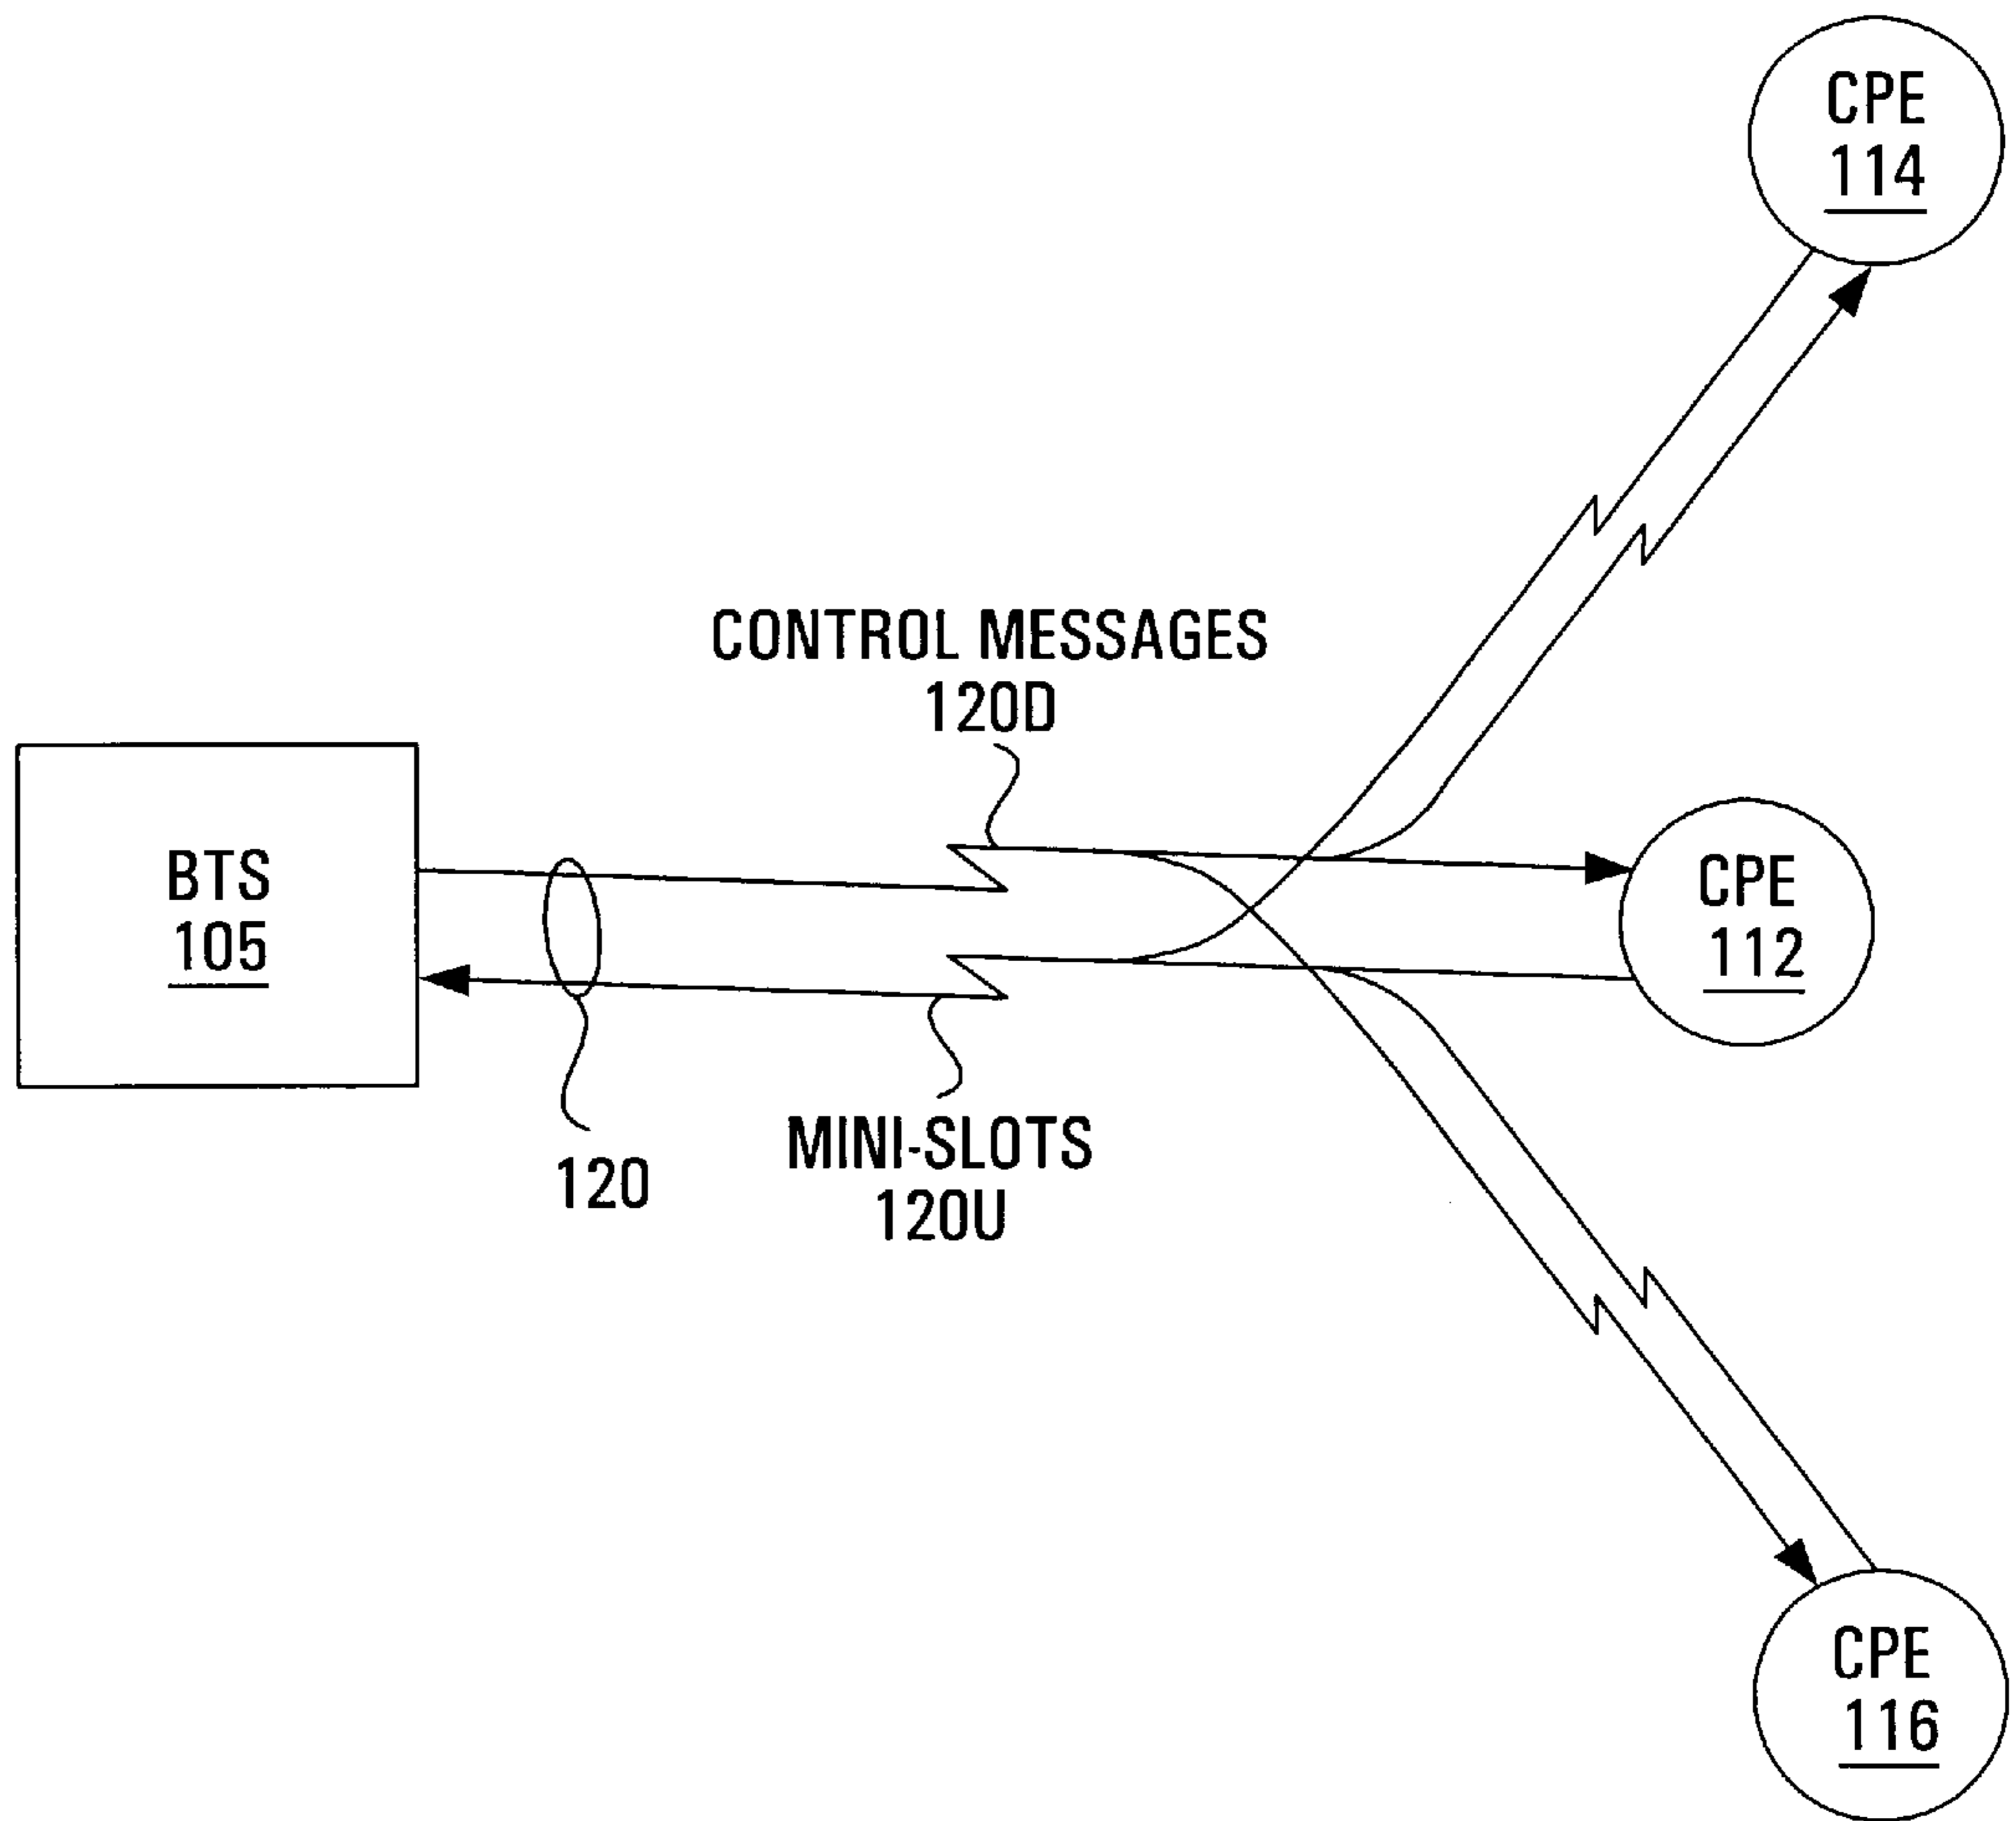 CPE
114
CONTROL MESSAGES
120D
BTS
105
CPE
112
120
MINI-SLOTS
120U
CPE
116